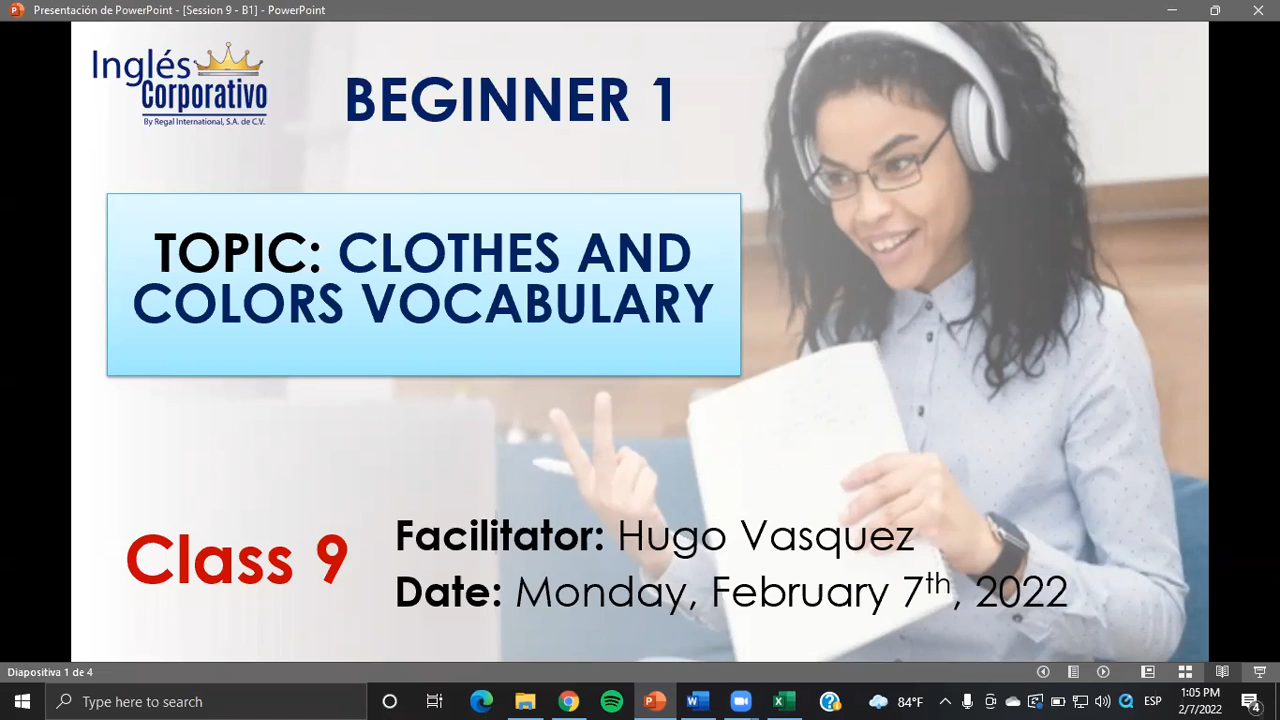 Presentación de PowerPoint - [Session 9 - B1] - PowerPoint
Inglés
Corporativo
By Regal International, S.A. de C.V.
BEGINNER 1
TOPIC: CLOTHES AND
COLORS VOCABULARY
Class 9
Facilitator: Hugo Vasquez
Date: Monday, February 7th, 2022
Diapositiva 1 de 4
Type here to search
84°F
ESP
1:05 PM
2/7/2022
4